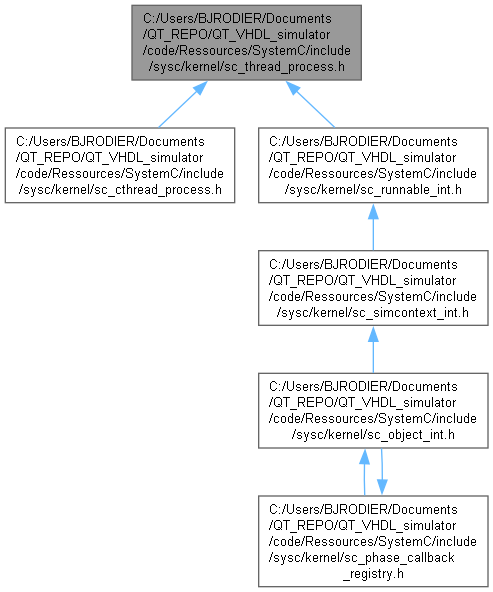 C:/Users/BJRODIER/Documents
/QT_REPO/QT_VHDL_simulator
/code/Ressources/SystemC/include
/sysc/kernel/sc_thread_process.h
C:/Users/BJRODIER/Documents
/QT_REPO/QT_VHDL_simulator
/code/Ressources/SystemC/include
/sysc/kernel/sc_cthread_process.h
C:/Users/BJRODIER/Documents
/QT_REPO/QT_VHDL_simulator
/code/Ressources/SystemC/include
/sysc/kernel/sc_runnable_int.h
C:/Users/BJRODIER/Documents
/QT_REPO/QT_VHDL_simulator
/code/Ressources/SystemC/include
/sysc/kernel/sc_simcontext_int.h
C:/Users/BJRODIER/Documents
/QT_REPO/QT_VHDL_simulator
/code/Ressources/SystemC/include
/sysc/kernel/sc_object_int.h
C:/Users/BJRODIER/Documents
/QT_REPO/QT_VHDL_simulator
/code/Ressources/SystemC/include
/sysc/kernel/sc_phase_callback
_registry.h